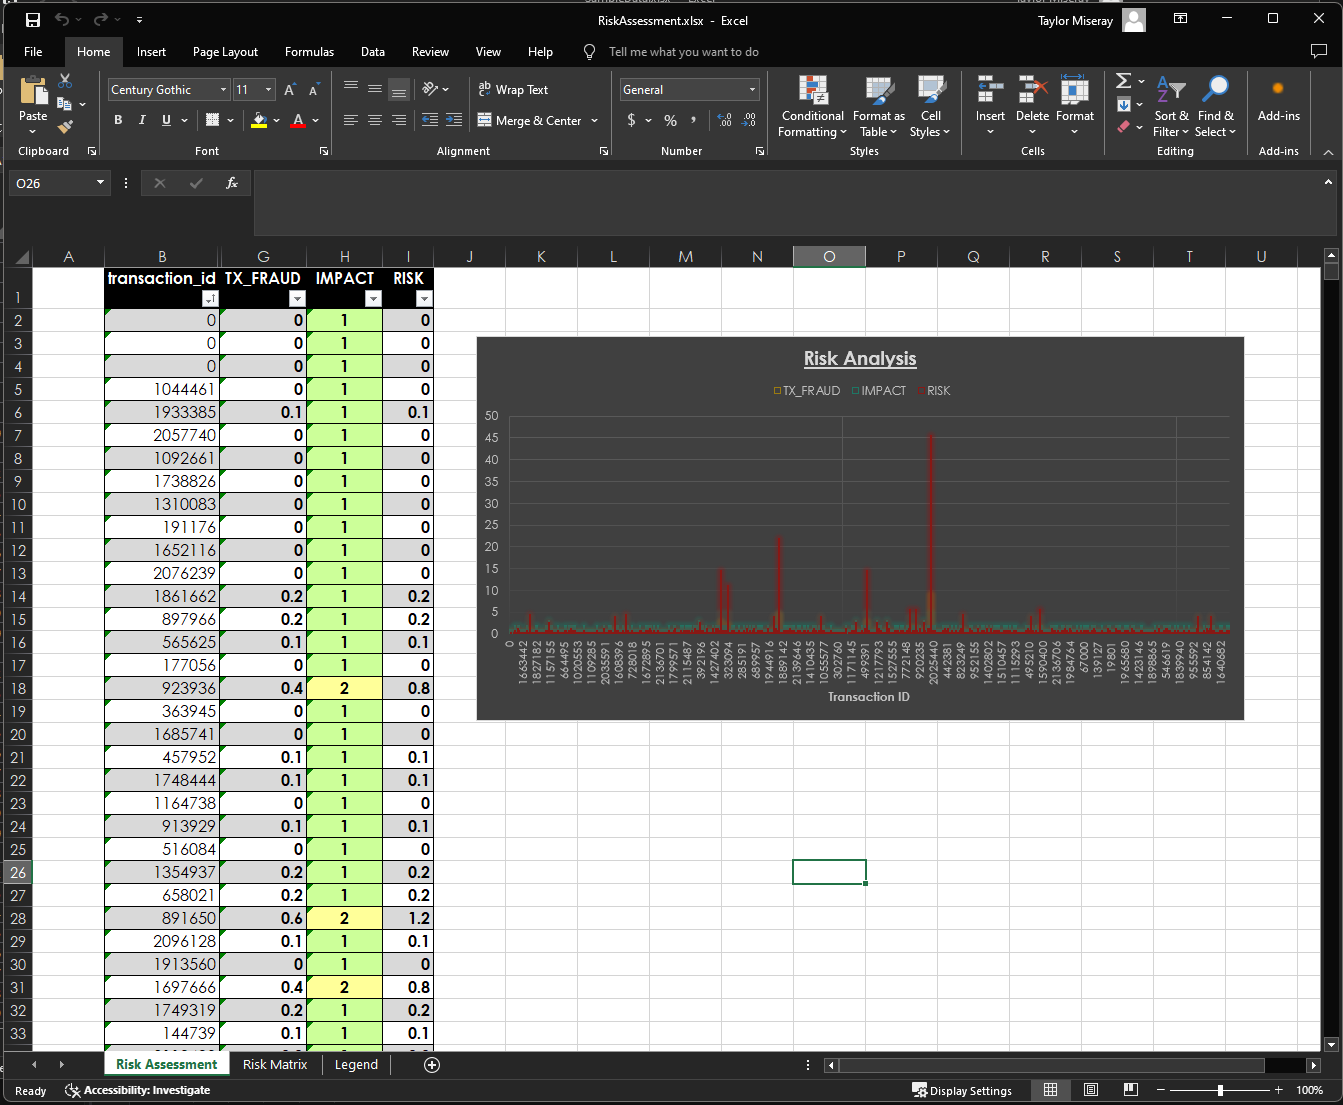 RiskAssessment.xlsx - Excel
Taylor Miseray
File Home Insert Page Layout Formulas Data Review View Help Tell me what you want to do
Century Gothic 11 A A
Wrap Text
General
Paste
B I U A
Merge & Center
$ % , .00
Conditional Formatting
Format as Table
Cell Styles
Insert Delete Format
Sort & Filter
Find & Select
Add-ins
Clipboard Font Alignment Number Styles Cells Editing Add-ins
O26 fx
A B G H I J K L M N O P Q R S T U
1 transaction_id TX_FRAUD IMPACT RISK
2 0 0 1 0
3 0 0 1 0
4 0 0 1 0
5 1044461 0 1 0
6 1933385 0.1 1 0.1
7 2057740 0 1 0
8 1092661 0 1 0
9 1738826 0 1 0
10 1310083 0 1 0
11 191176 0 1 0
12 1652116 0 1 0
13 2076239 0 1 0
14 1861662 0.2 1 0.2
15 897966 0.2 1 0.2
16 565625 0.1 1 0.1
17 177056 0 1 0
18 923936 0.4 2 0.8
19 363945 0 1 0
20 1685741 0 1 0
21 457952 0.1 1 0.1
22 1748444 0.1 1 0.1
23 1164738 0 1 0
24 913929 0.1 1 0.1
25 516084 0 1 0
26 1354937 0.2 1 0.2
27 658021 0.2 1 0.2
28 891650 0.6 2 1.2
29 2096128 0.1 1 0.1
30 1913560 0 1 0
31 1697666 0.4 2 0.8
32 1749319 0.2 1 0.2
33 144739 0.1 1 0.1
Risk Analysis
TX_FRAUD IMPACT RISK
50
45
40
35
30
25
20
15
10
5
0
0 1663442 1827182 1157155 664495 1020553 1109285 2035591 1608396 728018 1672895 2136701 1795571 2115487 392196 1427402 323094 285191 689957 1944916 1889142 2139646 1410435 1055577 302760 1171145 499391 1217793 1527555 772148 920235 2025440 442381 823249 952155 1402802 1510457 1115293 495210 1590400 2136706 1984764 67000 139127 19801 1965680 1423146 1898865 546619 1839940 955592 854142 1640682
Transaction ID
Risk Assessment Risk Matrix Legend
Ready Accessibility: Investigate Display Settings 100%